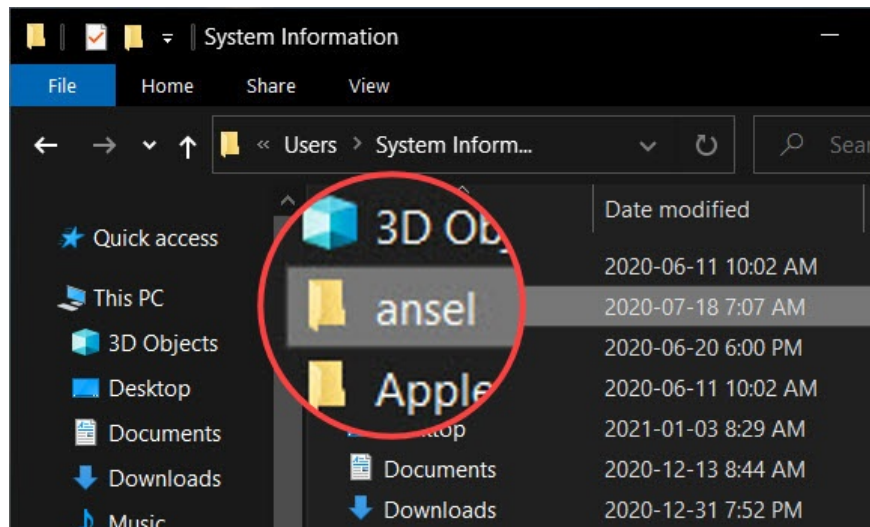 System Information
File Home Share View
« Users > System Inform...
Quick access
This PC
3D Objects
Desktop
Documents
Downloads
Music
Date modified
3D Ob
2020-06-11 10:02 AM
ansel 2020-07-18 7:07 AM
Apple 2020-06-20 6:00 PM
2020-06-11 10:02 AM
2021-01-03 8:29 AM
Documents 2020-12-13 8:44 AM
Downloads 2020-12-31 7:52 PM